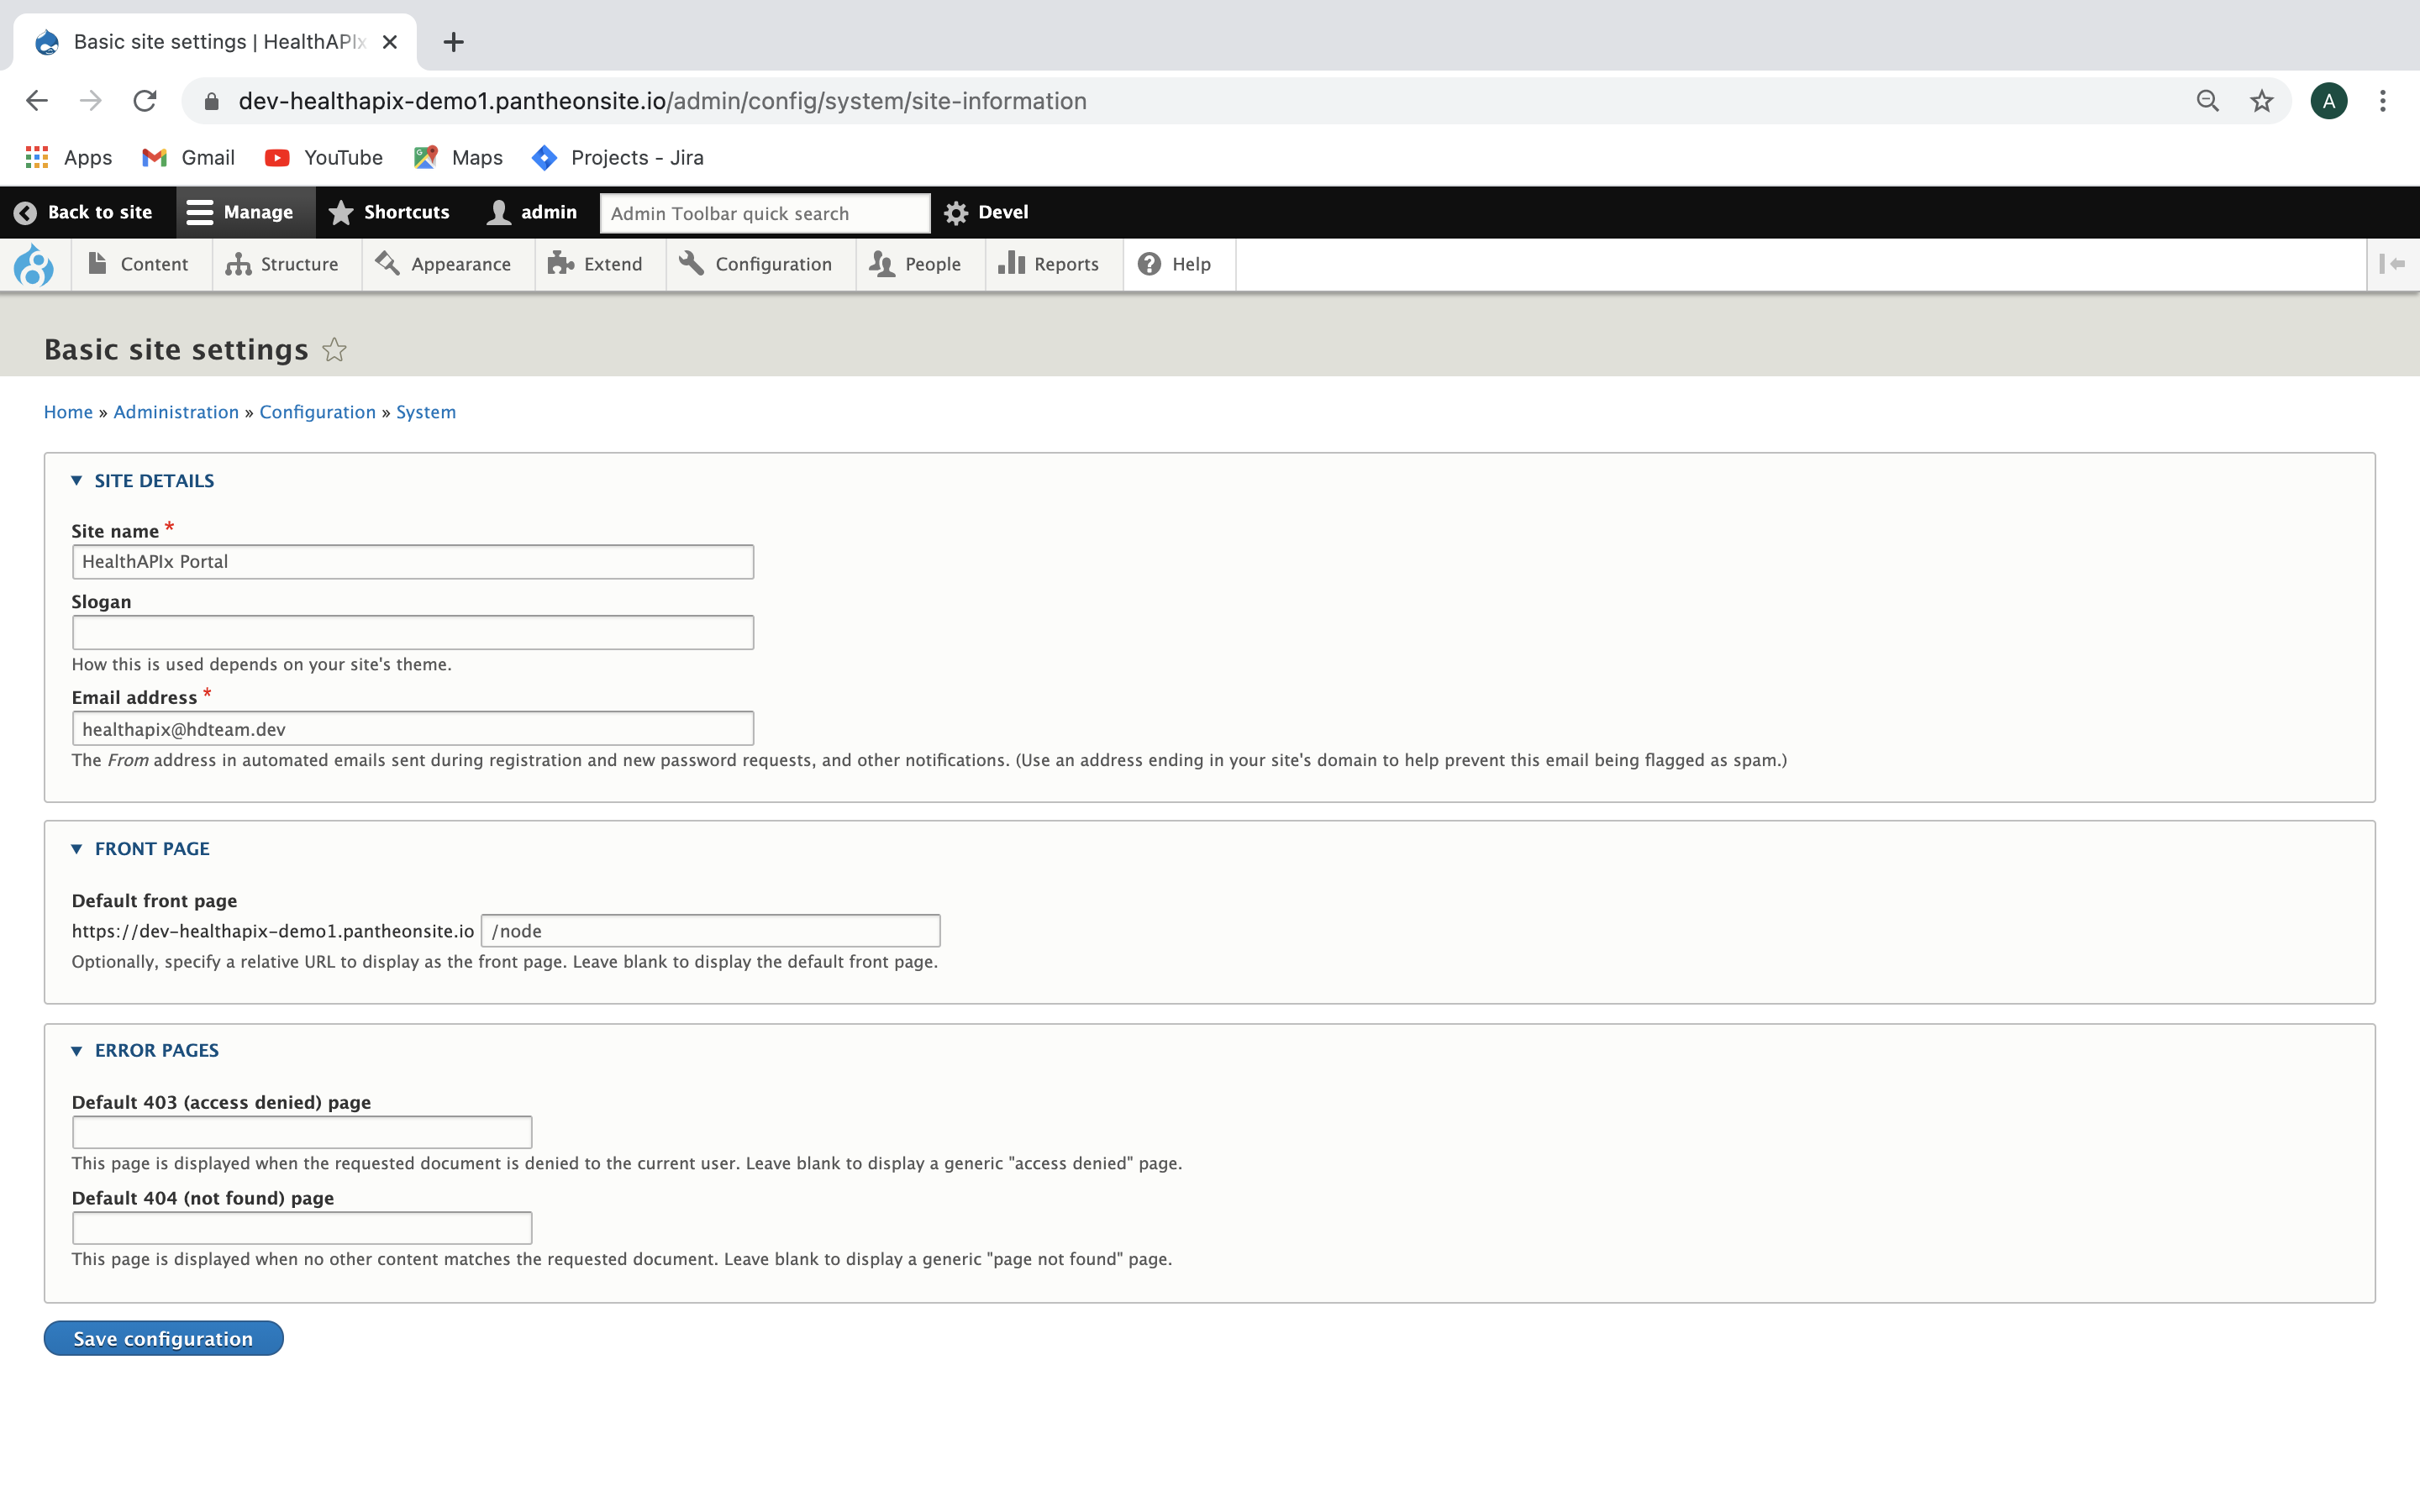 Basic site settings | HealthAPIx
dev-healthapix-demo1.pantheonsite.io/admin/config/system/site-information
A
Apps Gmail YouTube Maps Projects - Jira
Back to site Manage Shortcuts admin Admin Toolbar quick search Devel
Content Structure Appearance Extend Configuration People Reports Help
Basic site settings
Home » Administration » Configuration » System
SITE DETAILS
Site name *
HealthAPIx Portal
Slogan
How this is used depends on your site's theme.
Email address *
healthapix@hdteam.dev
The From address in automated emails sent during registration and new password requests, and other notifications. (Use an address ending in your site's domain to help prevent this email being flagged as spam.)
FRONT PAGE
Default front page
https://dev-healthapix-demo1.pantheonsite.io /node
Optionally, specify a relative URL to display as the front page. Leave blank to display the default front page.
ERROR PAGES
Default 403 (access denied) page
This page is displayed when the requested document is denied to the current user. Leave blank to display a generic "access denied" page.
Default 404 (not found) page
This page is displayed when no other content matches the requested document. Leave blank to display a generic "page not found" page.
Save configuration